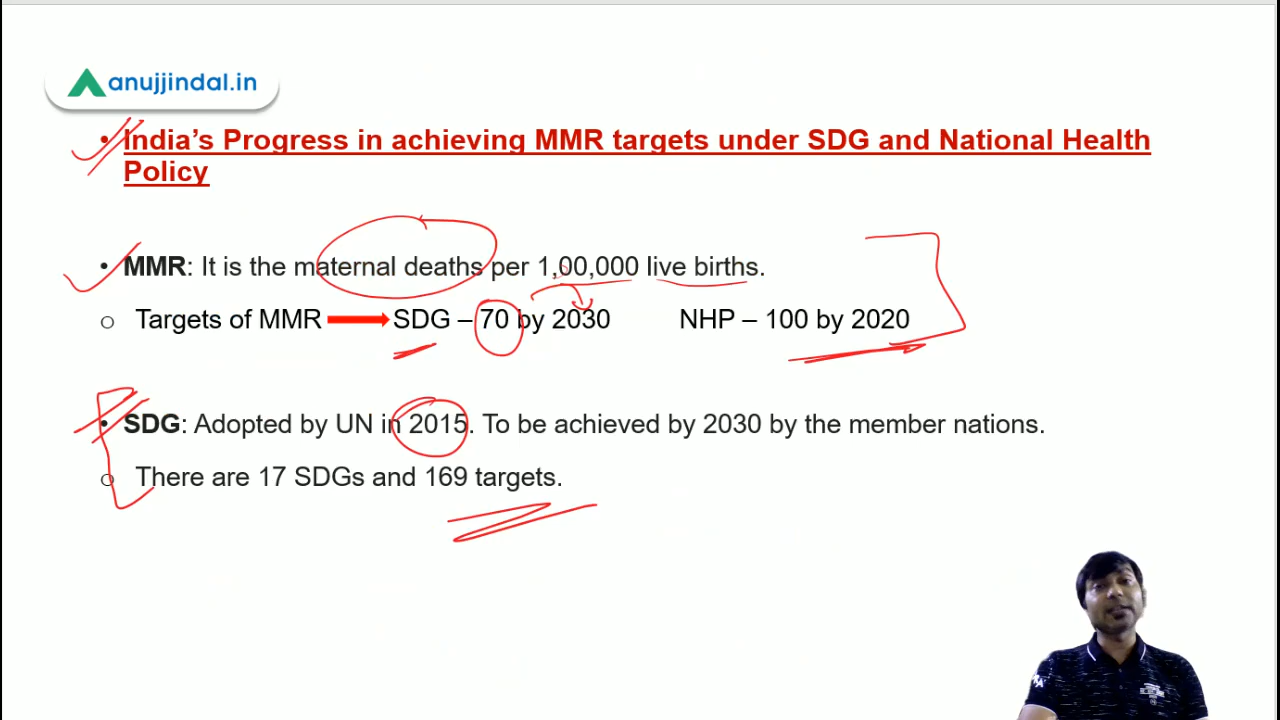 anujjindal.in
• India's Progress in achieving MMR targets under SDG and National Health
Policy
• MMR: It is the maternal deaths per 1,00,000 live births.
o Targets of MMR SDG – 70 by 2030 NHP – 100 by 2020
• SDG: Adopted by UN in 2015. To be achieved by 2030 by the member nations.
o There are 17 SDGs and 169 targets.